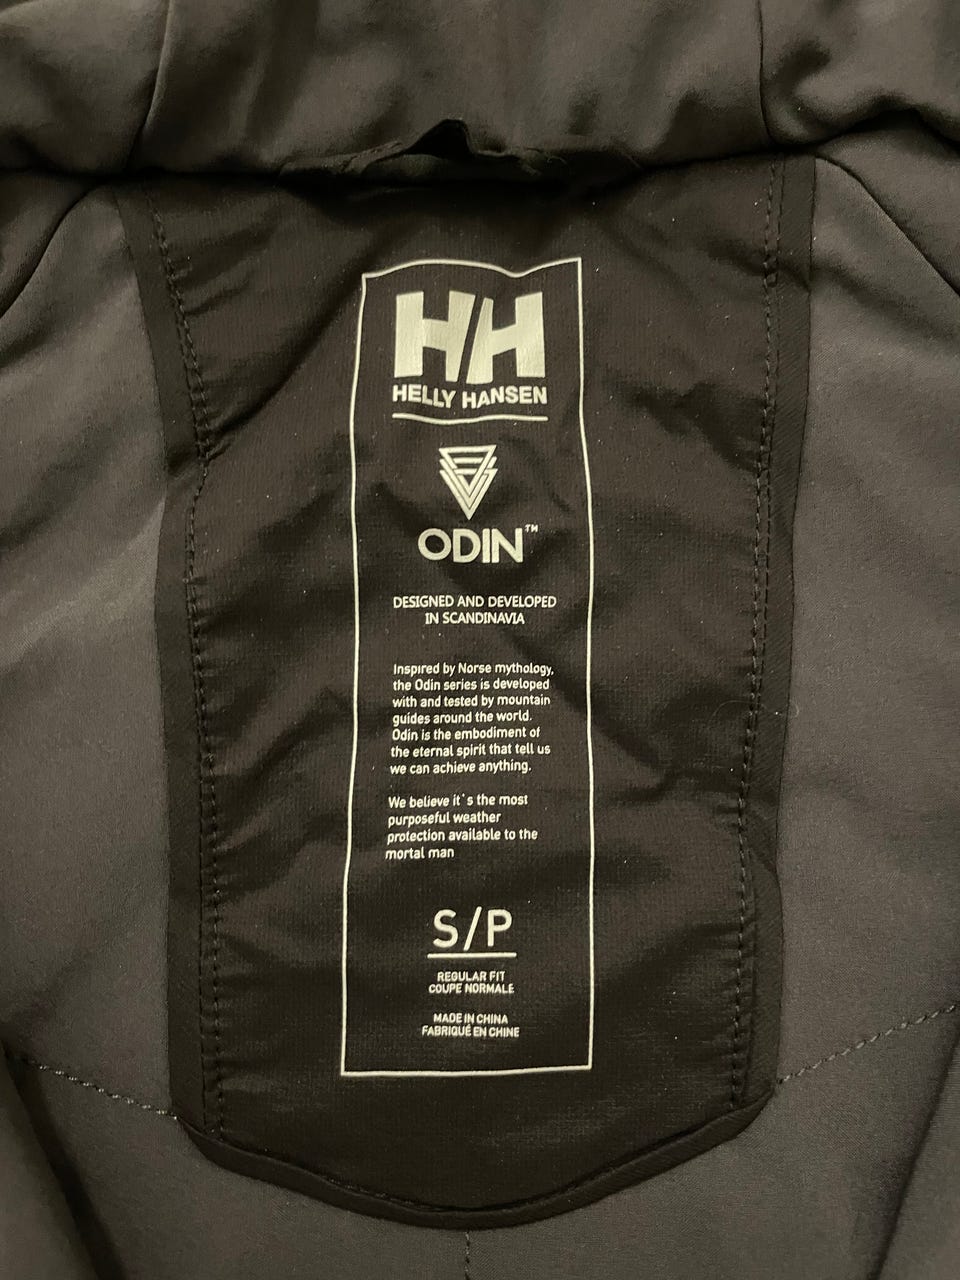 HH
HELLY HANSEN
ODIN™
DESIGNED AND DEVELOPED
IN SCANDINAVIA
Inspired by Norse mythology,
the Odin series is developed
with and tested by mountain
guides around the world.
Odin is the embodiment of
the eternal spirit that tell us
we can achieve anything.
We believe it`s the most
purposeful weather
protection available to the
mortal man
S/P
REGULAR FIT
COUPE NORMALE
MADE IN CHINA
FABRIQUÉ EN CHINE